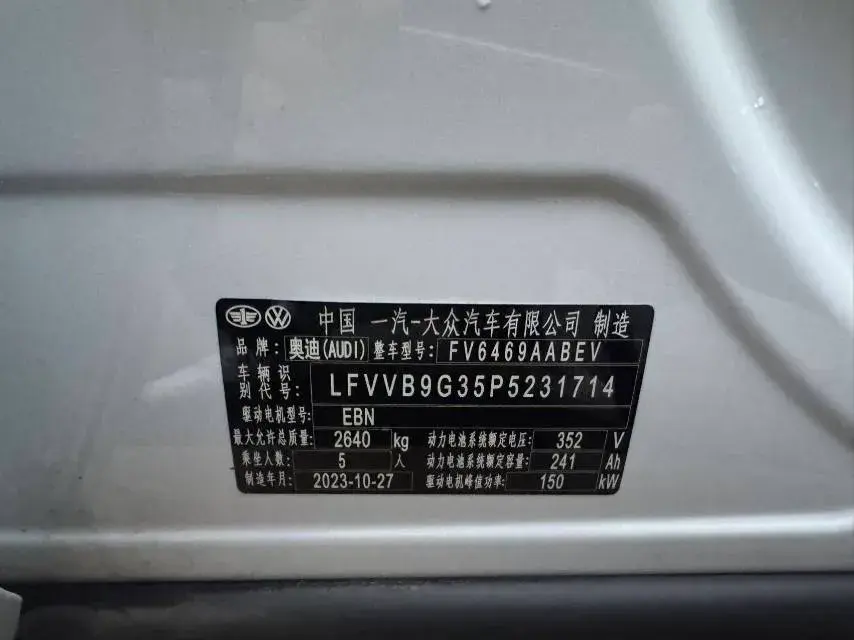 中国 一汽-大众汽车有限公司 制造
品牌: 奥迪(AUDI) 整车型号: FV6469AABEV
车辆识别代号: LFVVB9G35P5231714
驱动电机型号: EBN
最大允许总质量: 2640 kg 动力电池系统额定电压: 352 V
乘坐人数: 5 人 动力电池系统额定容量: 241 Ah
制造年月: 2023-10-27 驱动电机峰值功率: 150 kW